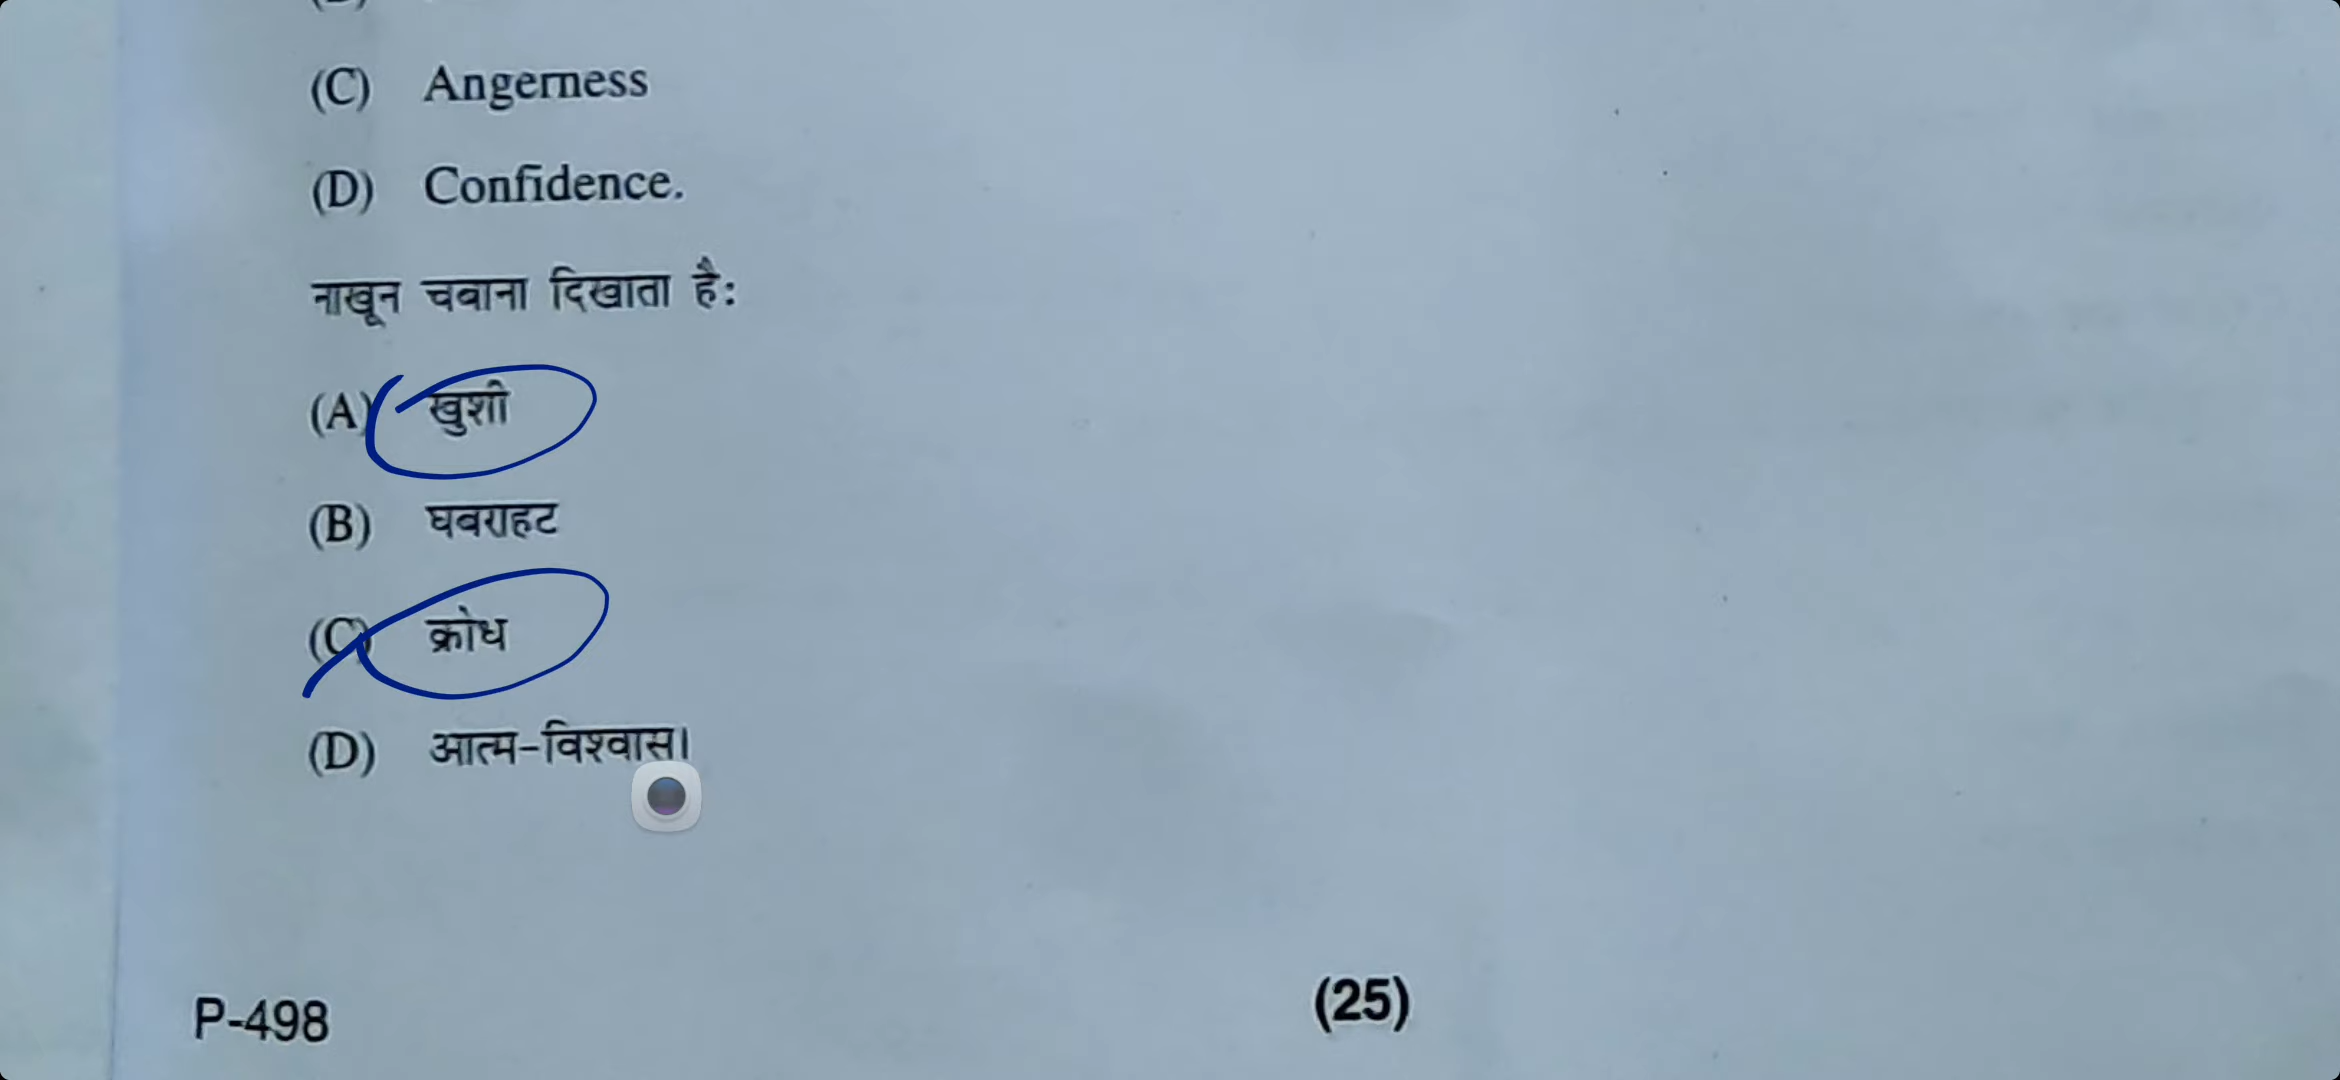 (C) Angerness
(D) Confidence.
नाखून चबाना दिखाता है:
(A) खुशी
(B) घबराहट
(C) क्रोध
(D) आत्म-विश्वास।
P-498
(25)